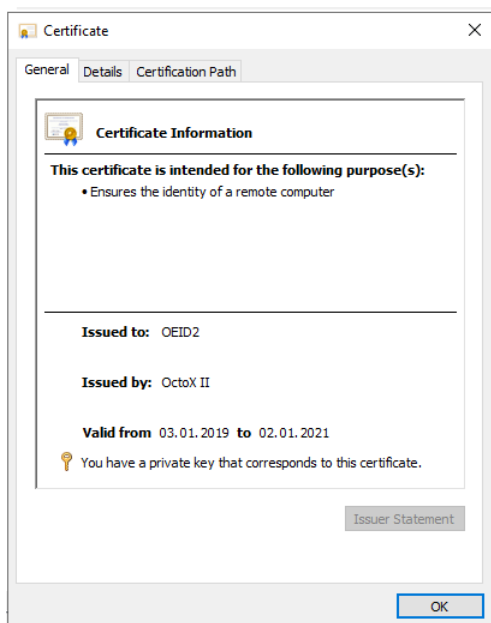 Certificate
General Details Certification Path
Certificate Information
This certificate is intended for the following purpose(s):
• Ensures the identity of a remote computer
Issued to: OEID2
Issued by: OctoX II
Valid from 03.01.2019 to 02.01.2021
You have a private key that corresponds to this certificate.
Issuer Statement
OK